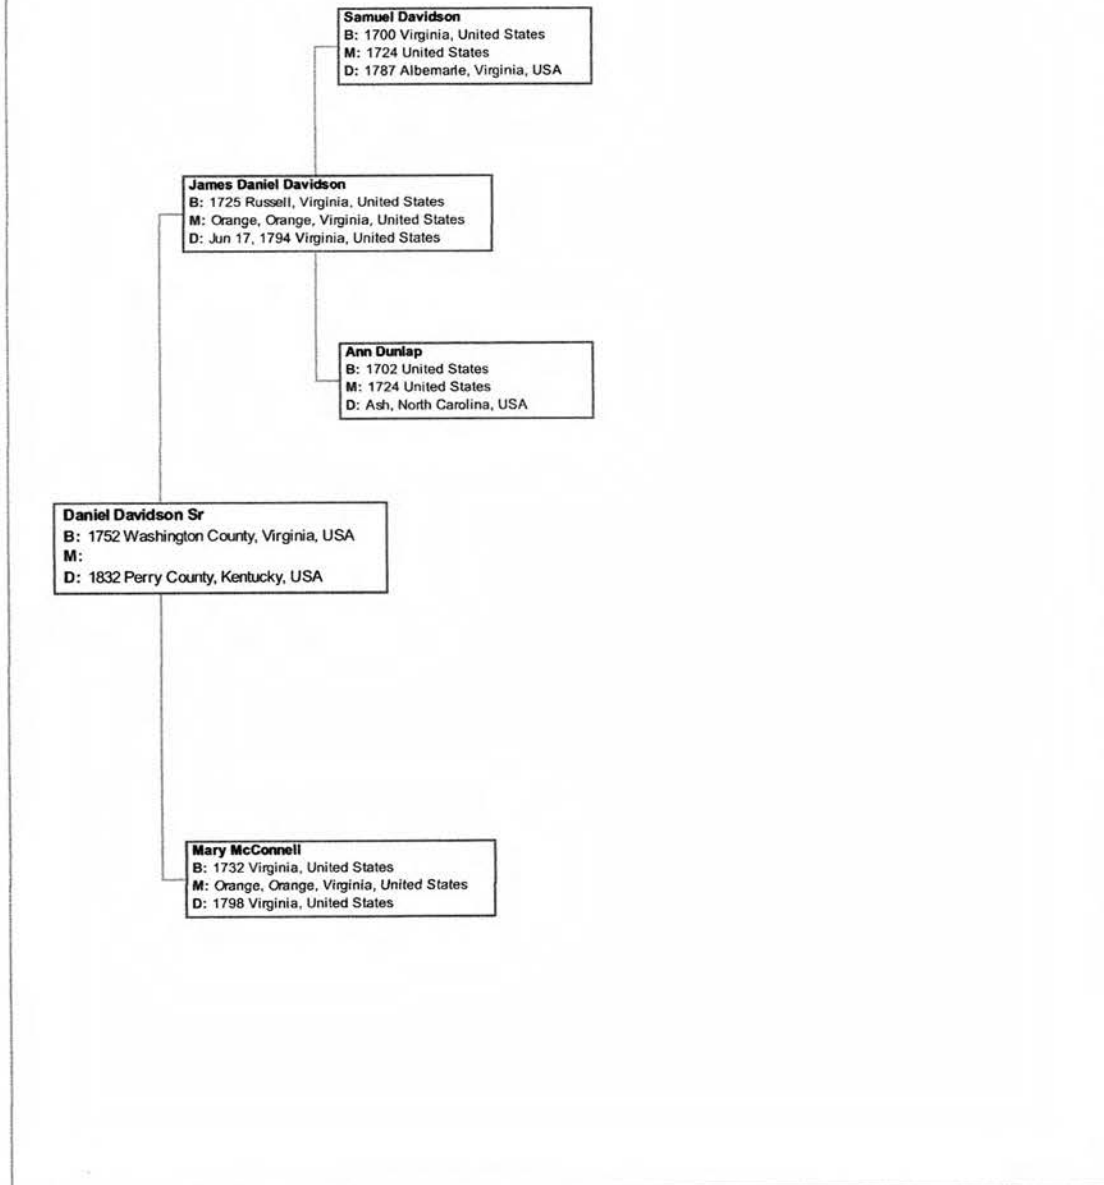 Samuel Davidson
B: 1700 Virginia, United States
M: 1724 United States
D: 1787 Albemarle, Virginia, USA
James Daniel Davidson
B: 1725 Russell, Virginia, United States
M: Orange, Orange, Virginia, United States
D: Jun 17, 1794 Virginia, United States
Ann Dunlap
B: 1702 United States
M: 1724 United States
D: Ash, North Carolina, USA
Daniel Davidson Sr
B: 1752 Washington County, Virginia, USA
M:
D: 1832 Perry County, Kentucky, USA
Mary McConnell
B: 1732 Virginia, United States
M: Orange, Orange, Virginia, United States
D: 1798 Virginia, United States